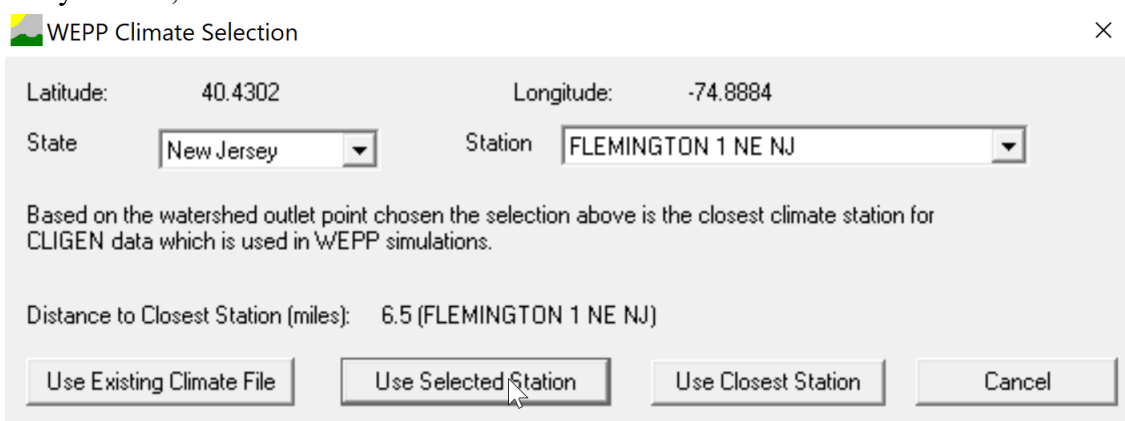 WEPP Climate Selection
Latitude: 40.4302 Longitude: -74.8884
State New Jersey Station FLEMINGTON 1 NE NJ
Based on the watershed outlet point chosen the selection above is the closest climate station for
CLIGEN data which is used in WEPP simulations.
Distance to Closest Station (miles): 6.5 (FLEMINGTON 1 NE NJ)
Use Existing Climate File Use Selected Station Use Closest Station Cancel